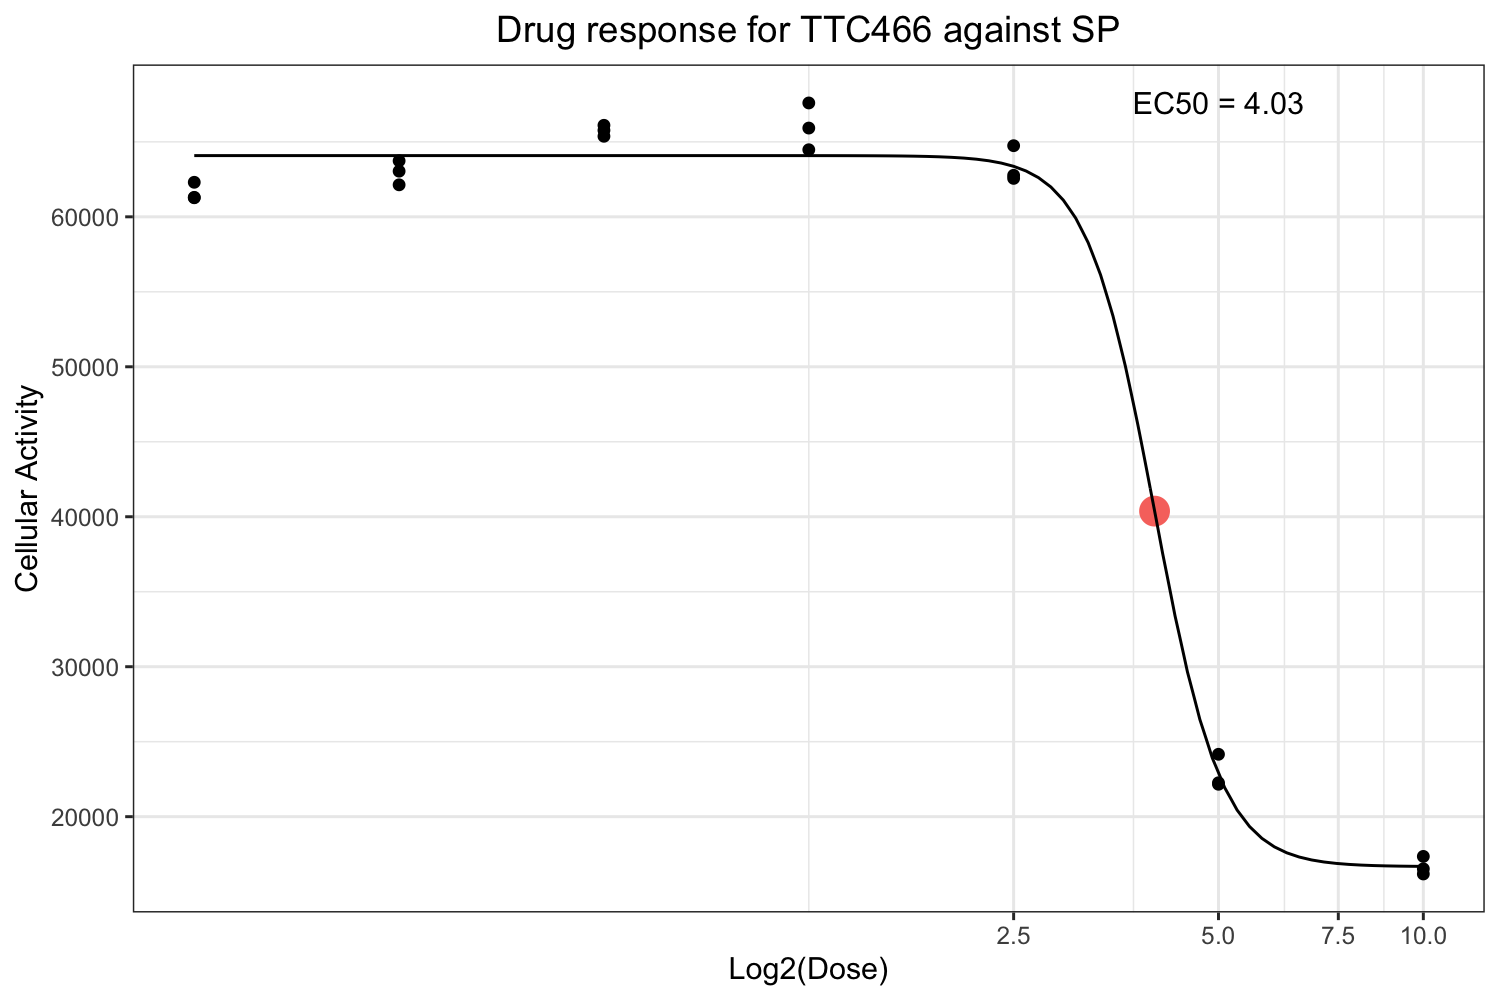 Drug response for TTC466 against SP
EC50 = 4.03
60000
50000
40000
30000
20000
Cellular Activity
2.5 5.0 7.5 10.0
Log2(Dose)